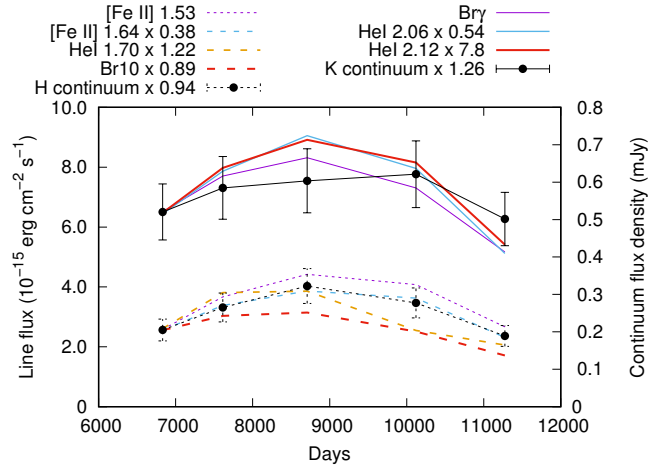 [Fe II] 1.53
[Fe II] 1.64 x 0.38
HeI 1.70 x 1.22
Br10 x 0.89
H continuum x 0.94
Brγ
HeI 2.06 x 0.54
HeI 2.12 x 7.8
K continuum x 1.26
Line flux (10⁻¹⁵ erg cm⁻² s⁻¹)
10.0
8.0
6.0
4.0
2.0
0
Continuum flux density (mJy)
0.8
0.7
0.6
0.5
0.4
0.3
0.2
0.1
0
6000 7000 8000 9000 10000 11000 12000
Days